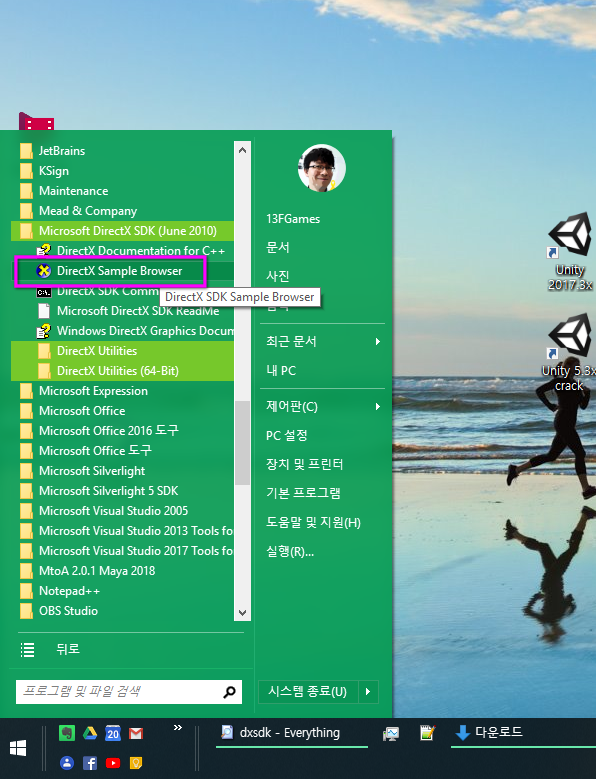 JetBrains
KSign
Maintenance
Mead & Company
Microsoft DirectX SDK (June 2010)
DirectX Documentation for C++
DirectX Sample Browser
DirectX SDK Comm
DirectX SDK Sample Browser
Microsoft DirectX SDK ReadMe
Windows DirectX Graphics Docum
DirectX Utilities
DirectX Utilities (64-Bit)
Microsoft Expression
Microsoft Office
Microsoft Office 2016 도구
Microsoft Office 도구
Microsoft Silverlight
Microsoft Silverlight 5 SDK
Microsoft Visual Studio 2005
Microsoft Visual Studio 2013 Tools fo
Microsoft Visual Studio 2017 Tools fo
MtoA 2.0.1 Maya 2018
Notepad++
OBS Studio
뒤로
프로그램 및 파일 검색
13FGames
문서
사진
최근 문서
내 PC
제어판(C)
PC 설정
장치 및 프린터
기본 프로그램
도움말 및 지원(H)
실행(R)...
시스템 종료(U)
Unity
2017.3x
Unity 5.3x
crack
20
dxsdk - Everything
다운로드